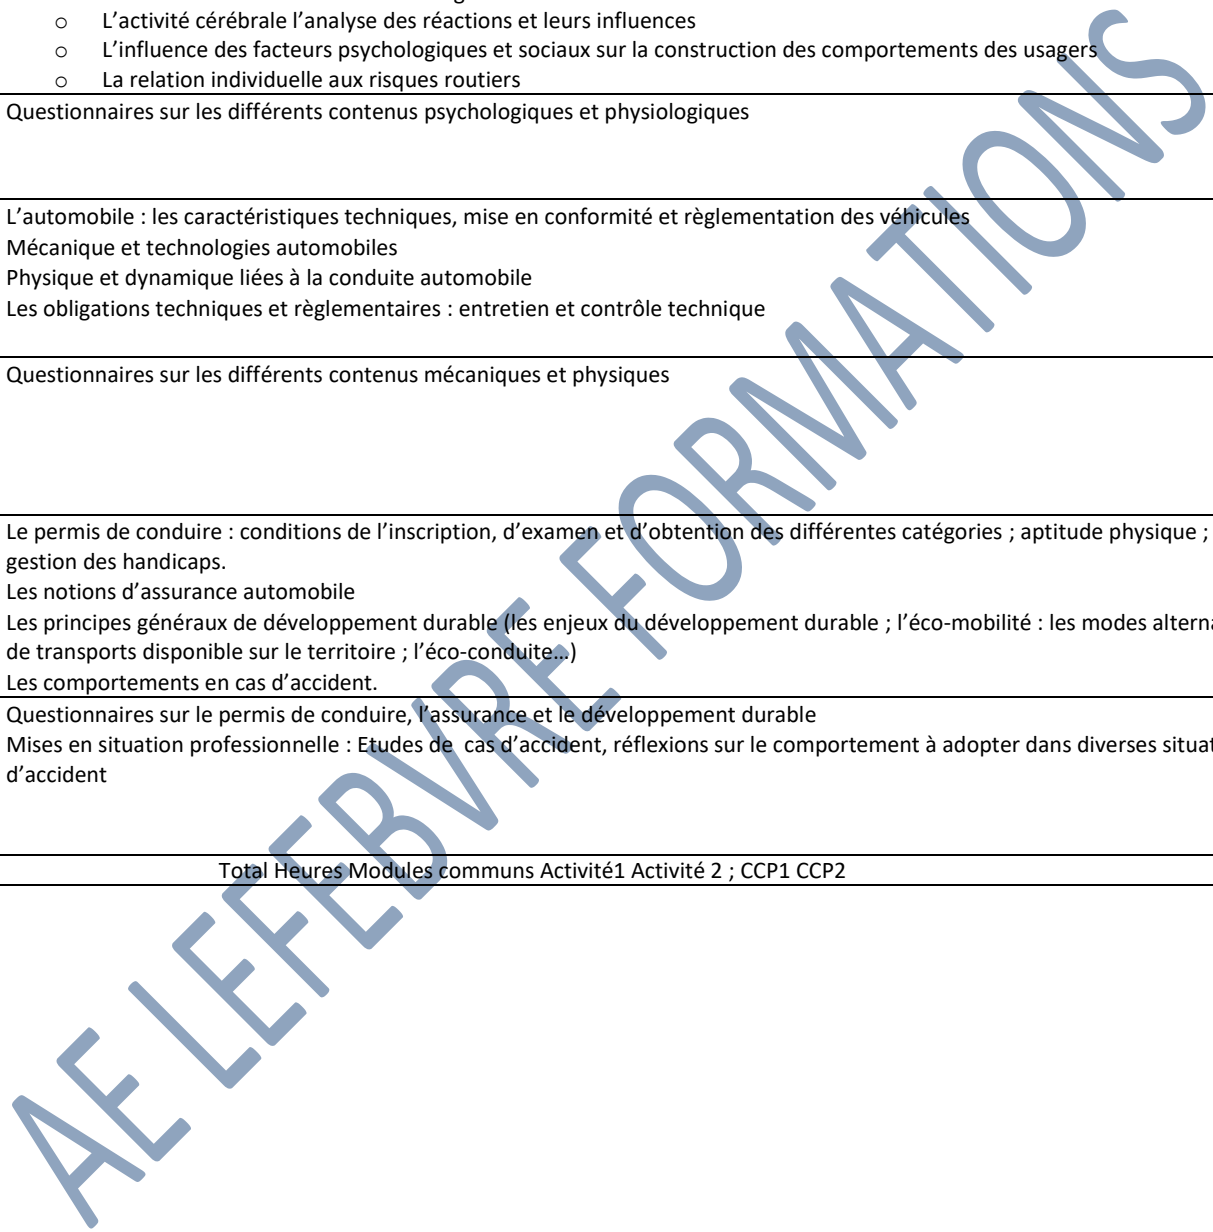 o L’activité cérébrale l’analyse des réactions et leurs influences
o L’influence des facteurs psychologiques et sociaux sur la construction des comportements des usagers
o La relation individuelle aux risques routiers
Questionnaires sur les différents contenus psychologiques et physiologiques
L’automobile : les caractéristiques techniques, mise en conformité et règlementation des véhicules
Mécanique et technologies automobiles
Physique et dynamique liées à la conduite automobile
Les obligations techniques et règlementaires : entretien et contrôle technique
Questionnaires sur les différents contenus mécaniques et physiques
Le permis de conduire : conditions de l’inscription, d’examen et d’obtention des différentes catégories ; aptitude physique ;
gestion des handicaps.
Les notions d’assurance automobile
Les principes généraux de développement durable (les enjeux du développement durable ; l’éco-mobilité : les modes alterna
de transports disponible sur le territoire ; l’éco-conduite…)
Les comportements en cas d’accident.
Questionnaires sur le permis de conduire, l’assurance et le développement durable
Mises en situation professionnelle : Etudes de cas d’accident, réflexions sur le comportement à adopter dans diverses situat
d’accident
Total Heures Modules communs Activité1 Activité 2 ; CCP1 CCP2
AE LEFEBVRE FORMATIONS